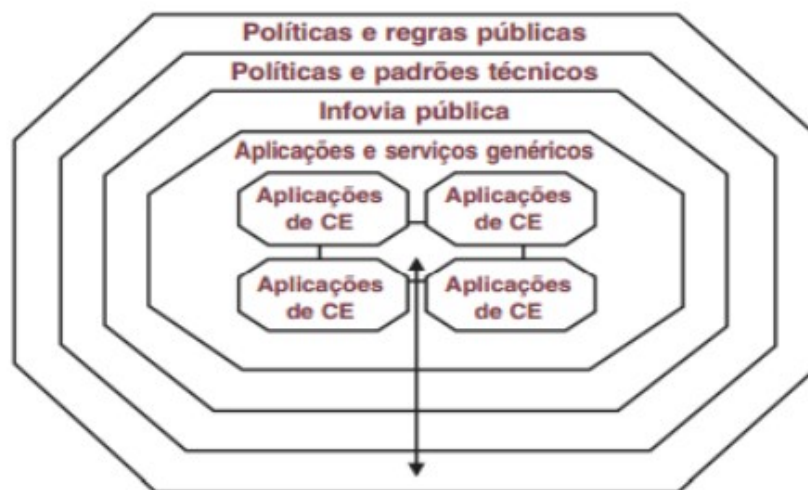 Políticas e regras públicas
Políticas e padrões técnicos
Infovia pública
Aplicações e serviços genéricos
Aplicações
de CE
Aplicações
de CE
Aplicações
de CE
Aplicações
de CE